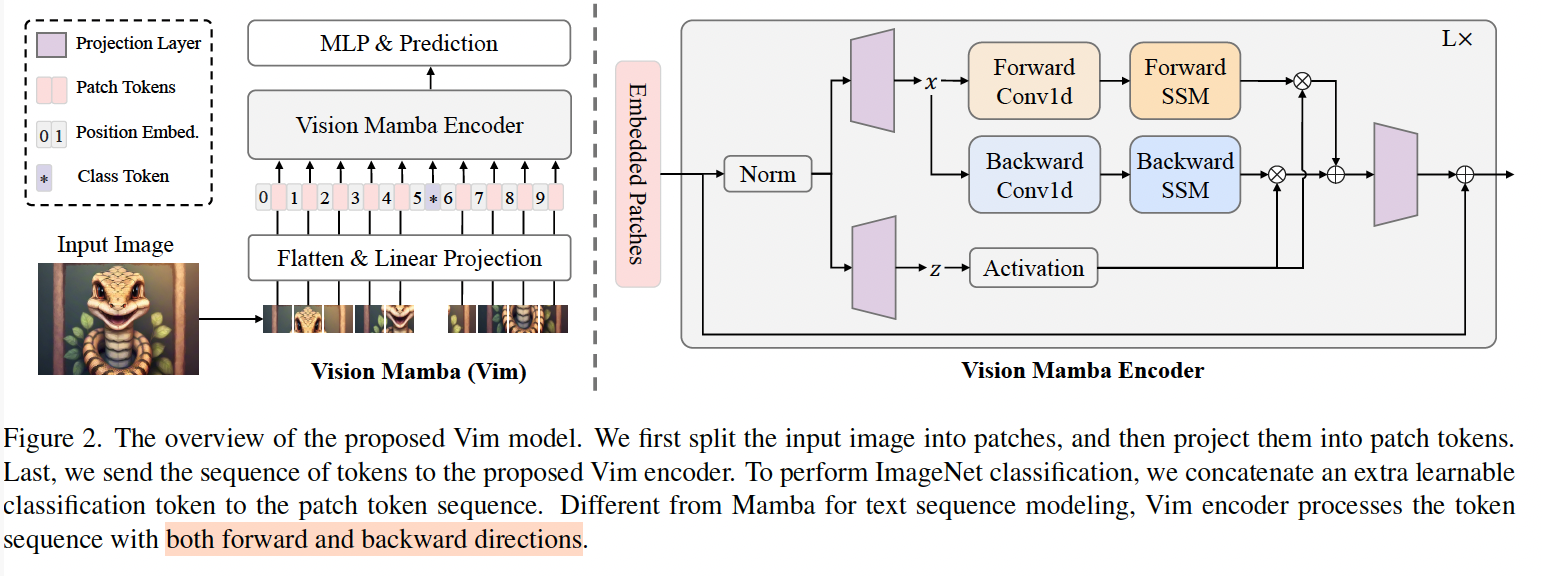 Projection Layer
Patch Tokens
0 1 Position Embed.
* Class Token
Input Image
MLP & Prediction
Vision Mamba Encoder
0 1 2 3 4 5 * 6 7 8 9
Flatten & Linear Projection
Vision Mamba (Vim)
Embedded Patches
L×
Norm
x
Forward
Conv1d
Forward
SSM
Backward
Conv1d
Backward
SSM
z
Activation
Vision Mamba Encoder
Figure 2. The overview of the proposed Vim model. We first split the input image into patches, and then project them into patch tokens.
Last, we send the sequence of tokens to the proposed Vim encoder. To perform ImageNet classification, we concatenate an extra learnable
classification token to the patch token sequence. Different from Mamba for text sequence modeling, Vim encoder processes the token
sequence with both forward and backward directions.